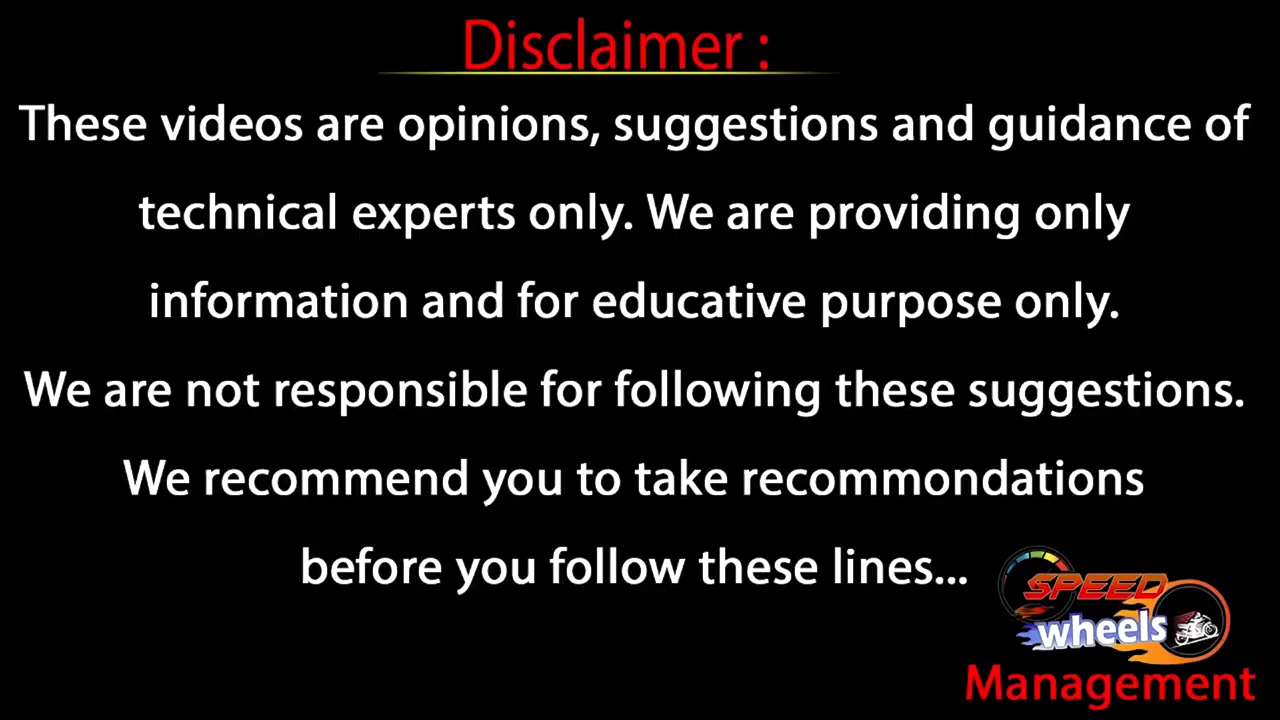 Disclaimer :
These videos are opinions, suggestions and guidance of
technical experts only. We are providing only
information and for educative purpose only.
We are not responsible for following these suggestions.
We recommend you to take recommondations
before you follow these lines...
SPEED
wheels
Management